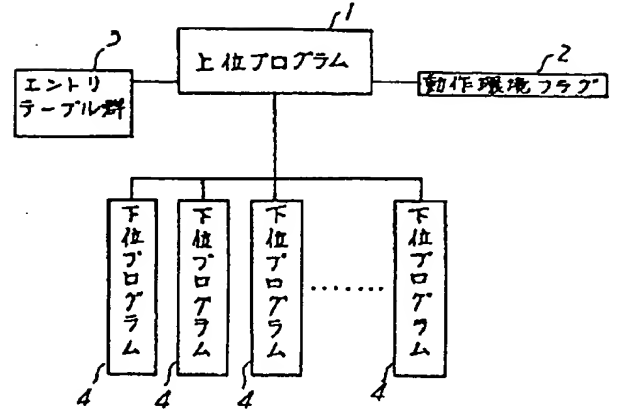 1
3
上位プログラム
2
エントリ
テーブル群
動作環境フラグ
下位プログラム
下位プログラム
下位プログラム
........
下位プログラム
4
4
4
4